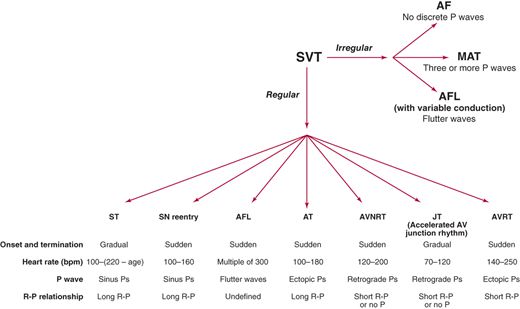 AF
No discrete P waves
SVT
Irregular
MAT
Three or more P waves
Regular
AFL
(with variable conduction)
Flutter waves
ST SN reentry AFL AT AVNRT JT AVRT
(Accelerated AV
junction rhythm)
Onset and termination Gradual Sudden Sudden Sudden Sudden Gradual Sudden
Heart rate (bpm) 100–(220 – age) 100–160 Multiple of 300 100–180 120–200 70–120 140–250
P wave Sinus Ps Sinus Ps Flutter waves Ectopic Ps Retrograde Ps Retrograde Ps Ectopic Ps
R-P relationship Long R-P Long R-P Undefined Long R-P Short R-P Short R-P Short R-P
or no P or no P